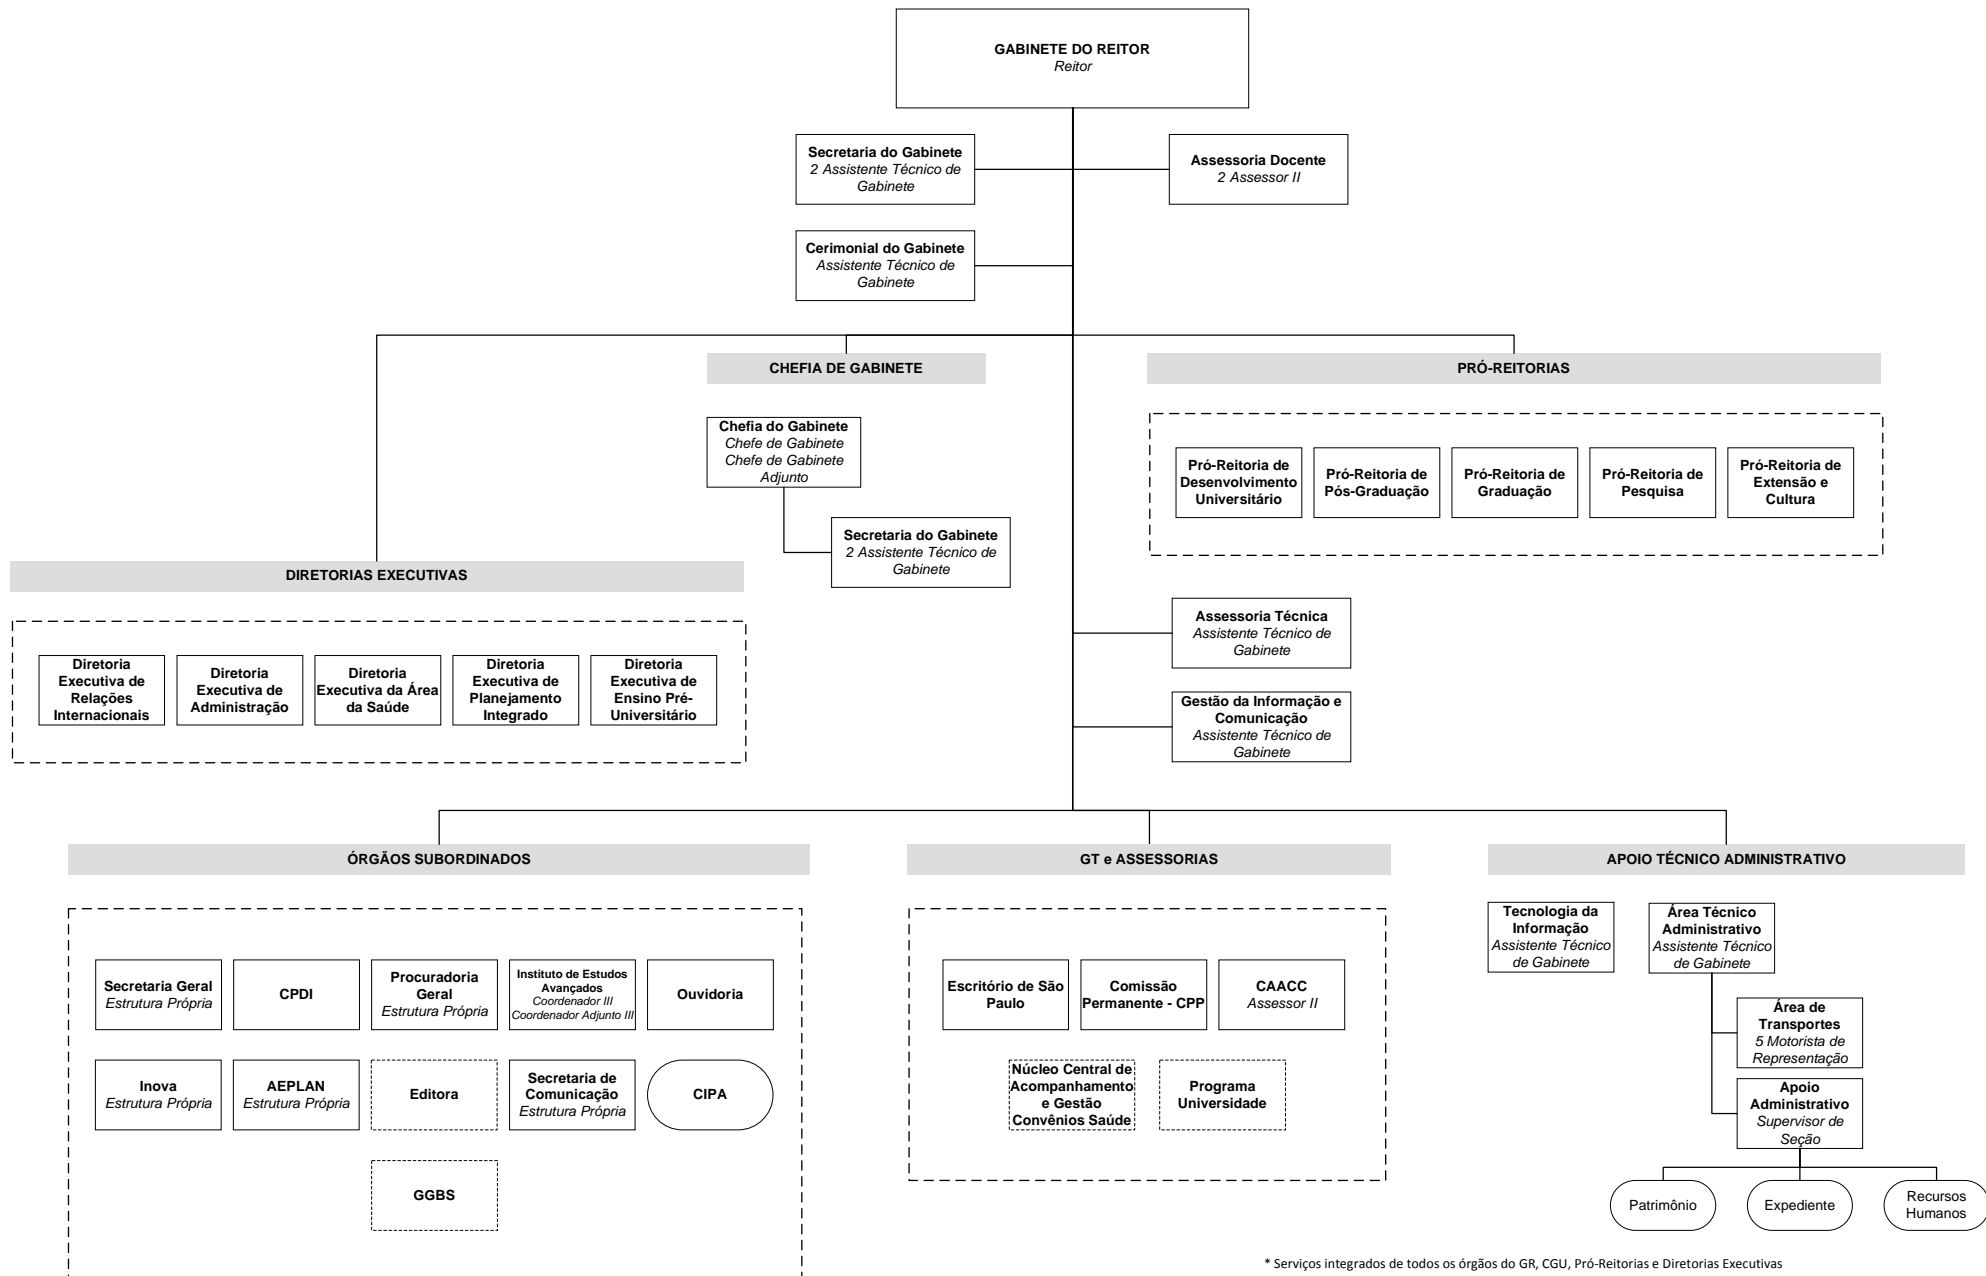 GABINETE DO REITOR
Reitor
Secretaria do Gabinete
2 Assistente Técnico de
Gabinete
Assessoria Docente
2 Assessor II
Cerimonial do Gabinete
Assistente Técnico de
Gabinete
CHEFIA DE GABINETE
PRÓ-REITORIAS
Chefia do Gabinete
Chefe de Gabinete
Chefe de Gabinete
Adjunto
Secretaria do Gabinete
2 Assistente Técnico de
Gabinete
Pró-Reitoria de
Desenvolvimento
Universitário
Pró-Reitoria de
Pós-Graduação
Pró-Reitoria de
Graduação
Pró-Reitoria de
Pesquisa
Pró-Reitoria de
Extensão e
Cultura
DIRETORIAS EXECUTIVAS
Diretoria
Executiva de
Relações
Internacionais
Diretoria
Executiva de
Administração
Diretoria
Executiva da Área
da Saúde
Diretoria
Executiva de
Planejamento
Integrado
Diretoria
Executiva de
Ensino Pré-
Universitário
Assessoria Técnica
Assistente Técnico de
Gabinete
Gestão da Informação e
Comunicação
Assistente Técnico de
Gabinete
ÓRGÃOS SUBORDINADOS
GT e ASSESSORIAS
APOIO TÉCNICO ADMINISTRATIVO
Secretaria Geral
Estrutura Própria
CPDI
Procuradoria
Geral
Estrutura Própria
Instituto de Estudos
Avançados
Coordenador III
Coordenador Adjunto III
Ouvidoria
Inova
Estrutura Própria
AEPLAN
Estrutura Própria
Editora
Secretaria de
Comunicação
Estrutura Própria
CIPA
GGBS
Escritório de São
Paulo
Comissão
Permanente - CPP
CAACC
Assessor II
Núcleo Central de
Acompanhamento
e Gestão
Convênios Saúde
Programa
Universidade
Tecnologia da
Informação
Assistente Técnico
de Gabinete
Área Técnico
Administrativo
Assistente Técnico
de Gabinete
Área de
Transportes
5 Motorista de
Representação
Apoio
Administrativo
Supervisor de
Seção
Patrimônio
Expediente
Recursos
Humanos
* Serviços integrados de todos os órgãos do GR, CGU, Pró-Reitorias e Diretorias Executivas